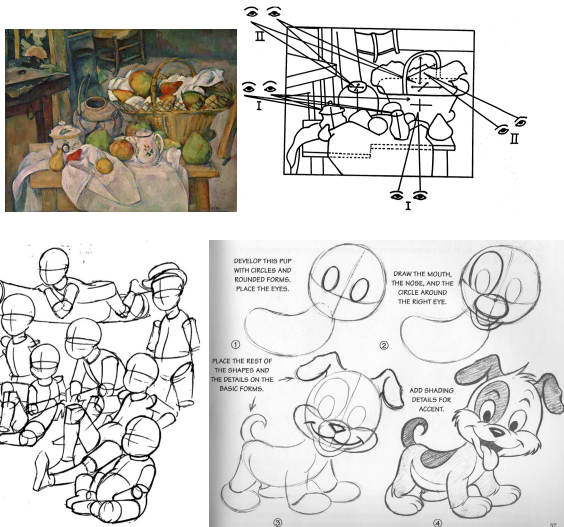 II
I
II
I
DEVELOP THIS PUP
WITH CIRCLES AND
ROUNDED FORMS.
PLACE THE EYES.
①
DRAW THE MOUTH,
THE NOSE, AND THE
CIRCLE AROUND
THE RIGHT EYE.
②
PLACE THE REST OF
THE SHAPES AND
THE DETAILS ON THE
BASIC FORMS.
③
ADD SHADING
DETAILS FOR
ACCENT.
④
37